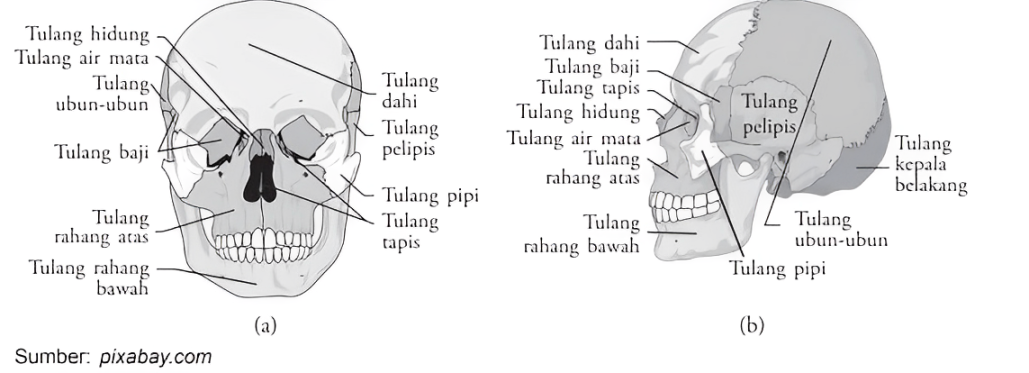 Tulang hidung
Tulang air mata
Tulang
ubun-ubun
Tulang baji
Tulang
rahang atas
Tulang rahang
bawah
Tulang
dahi
Tulang
pelipis
Tulang pipi
Tulang
tapis
(a)
Tulang dahi
Tulang baji
Tulang tapis
Tulang hidung
Tulang air mata
Tulang
rahang atas
Tulang
rahang bawah
Tulang
pelipis
Tulang
kepala
belakang
Tulang
ubun-ubun
Tulang pipi
(b)
Sumber: pixabay.com